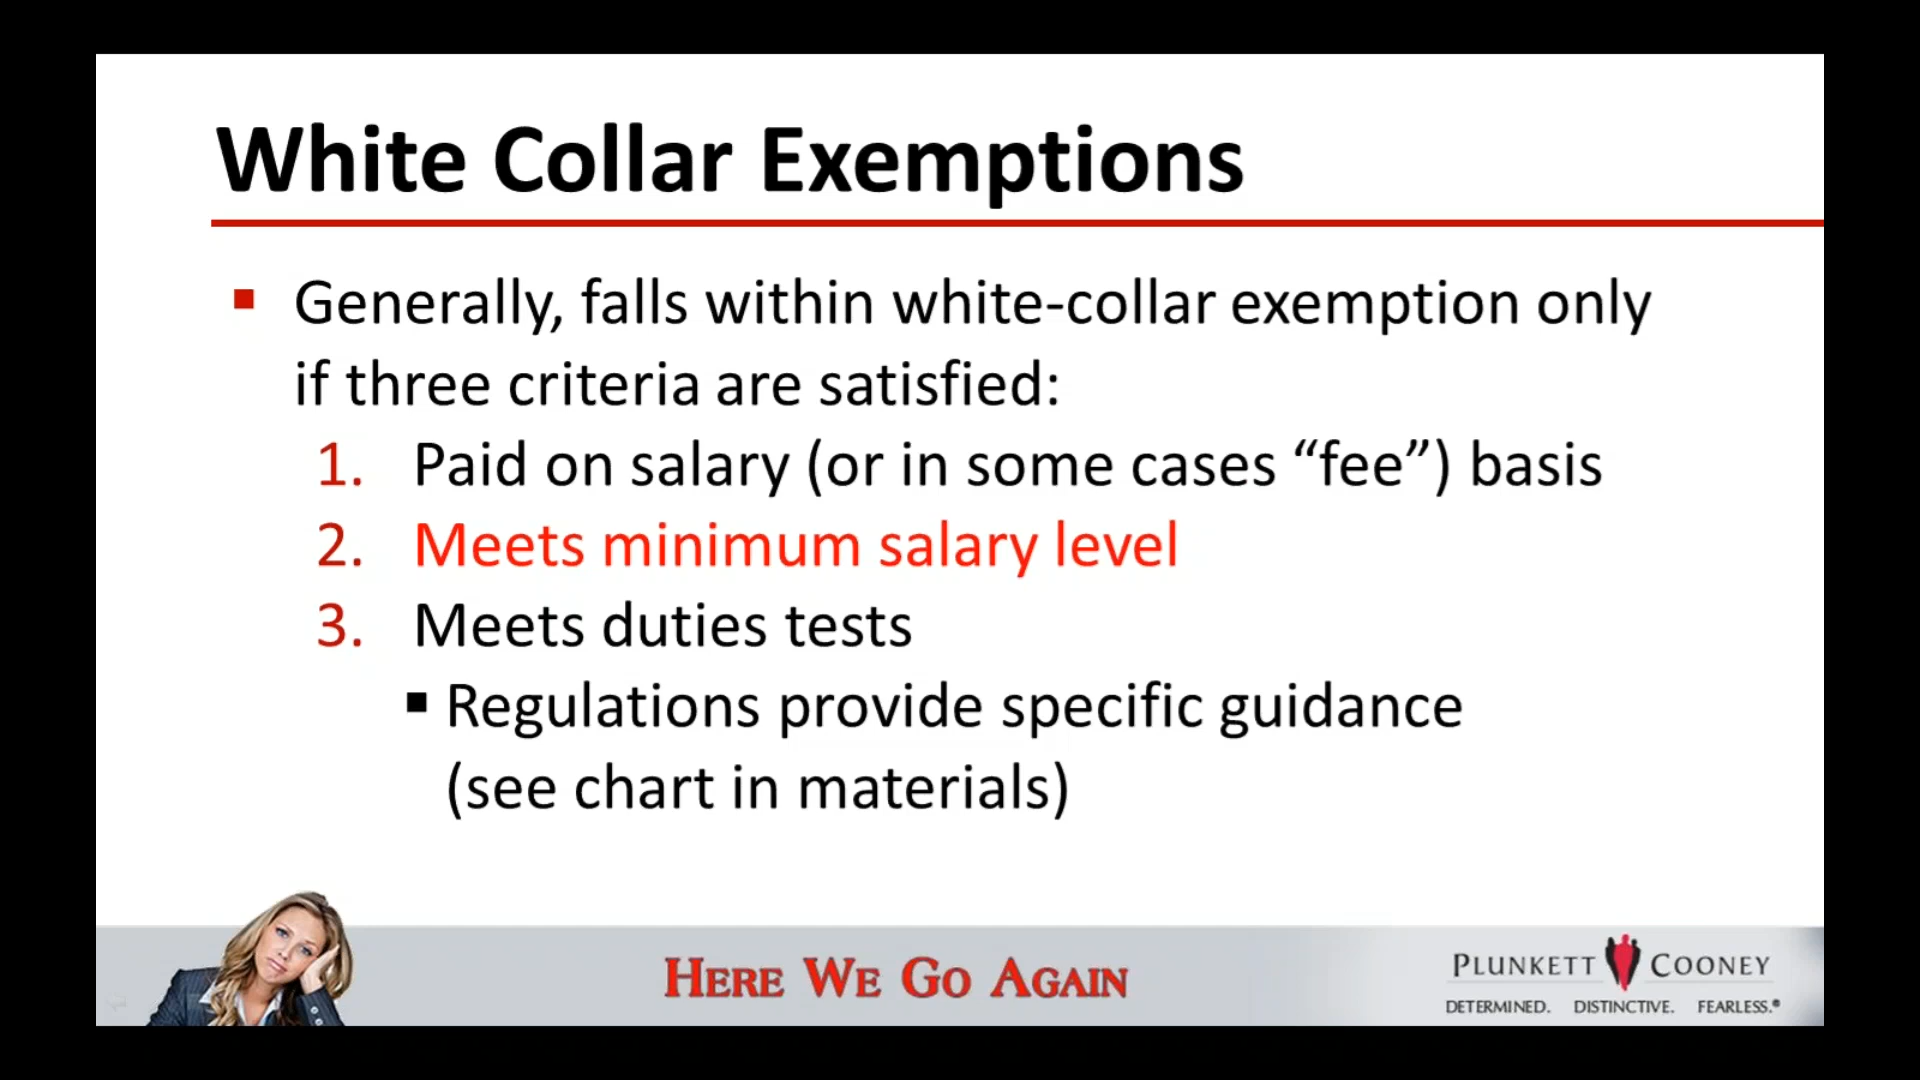 White Collar Exemptions
▪ Generally, falls within white-collar exemption only
if three criteria are satisfied:
1. Paid on salary (or in some cases “fee”) basis
2. Meets minimum salary level
3. Meets duties tests
▪ Regulations provide specific guidance
(see chart in materials)
HERE WE GO AGAIN
PLUNKETT COONEY
DETERMINED. DISTINCTIVE. FEARLESS.®